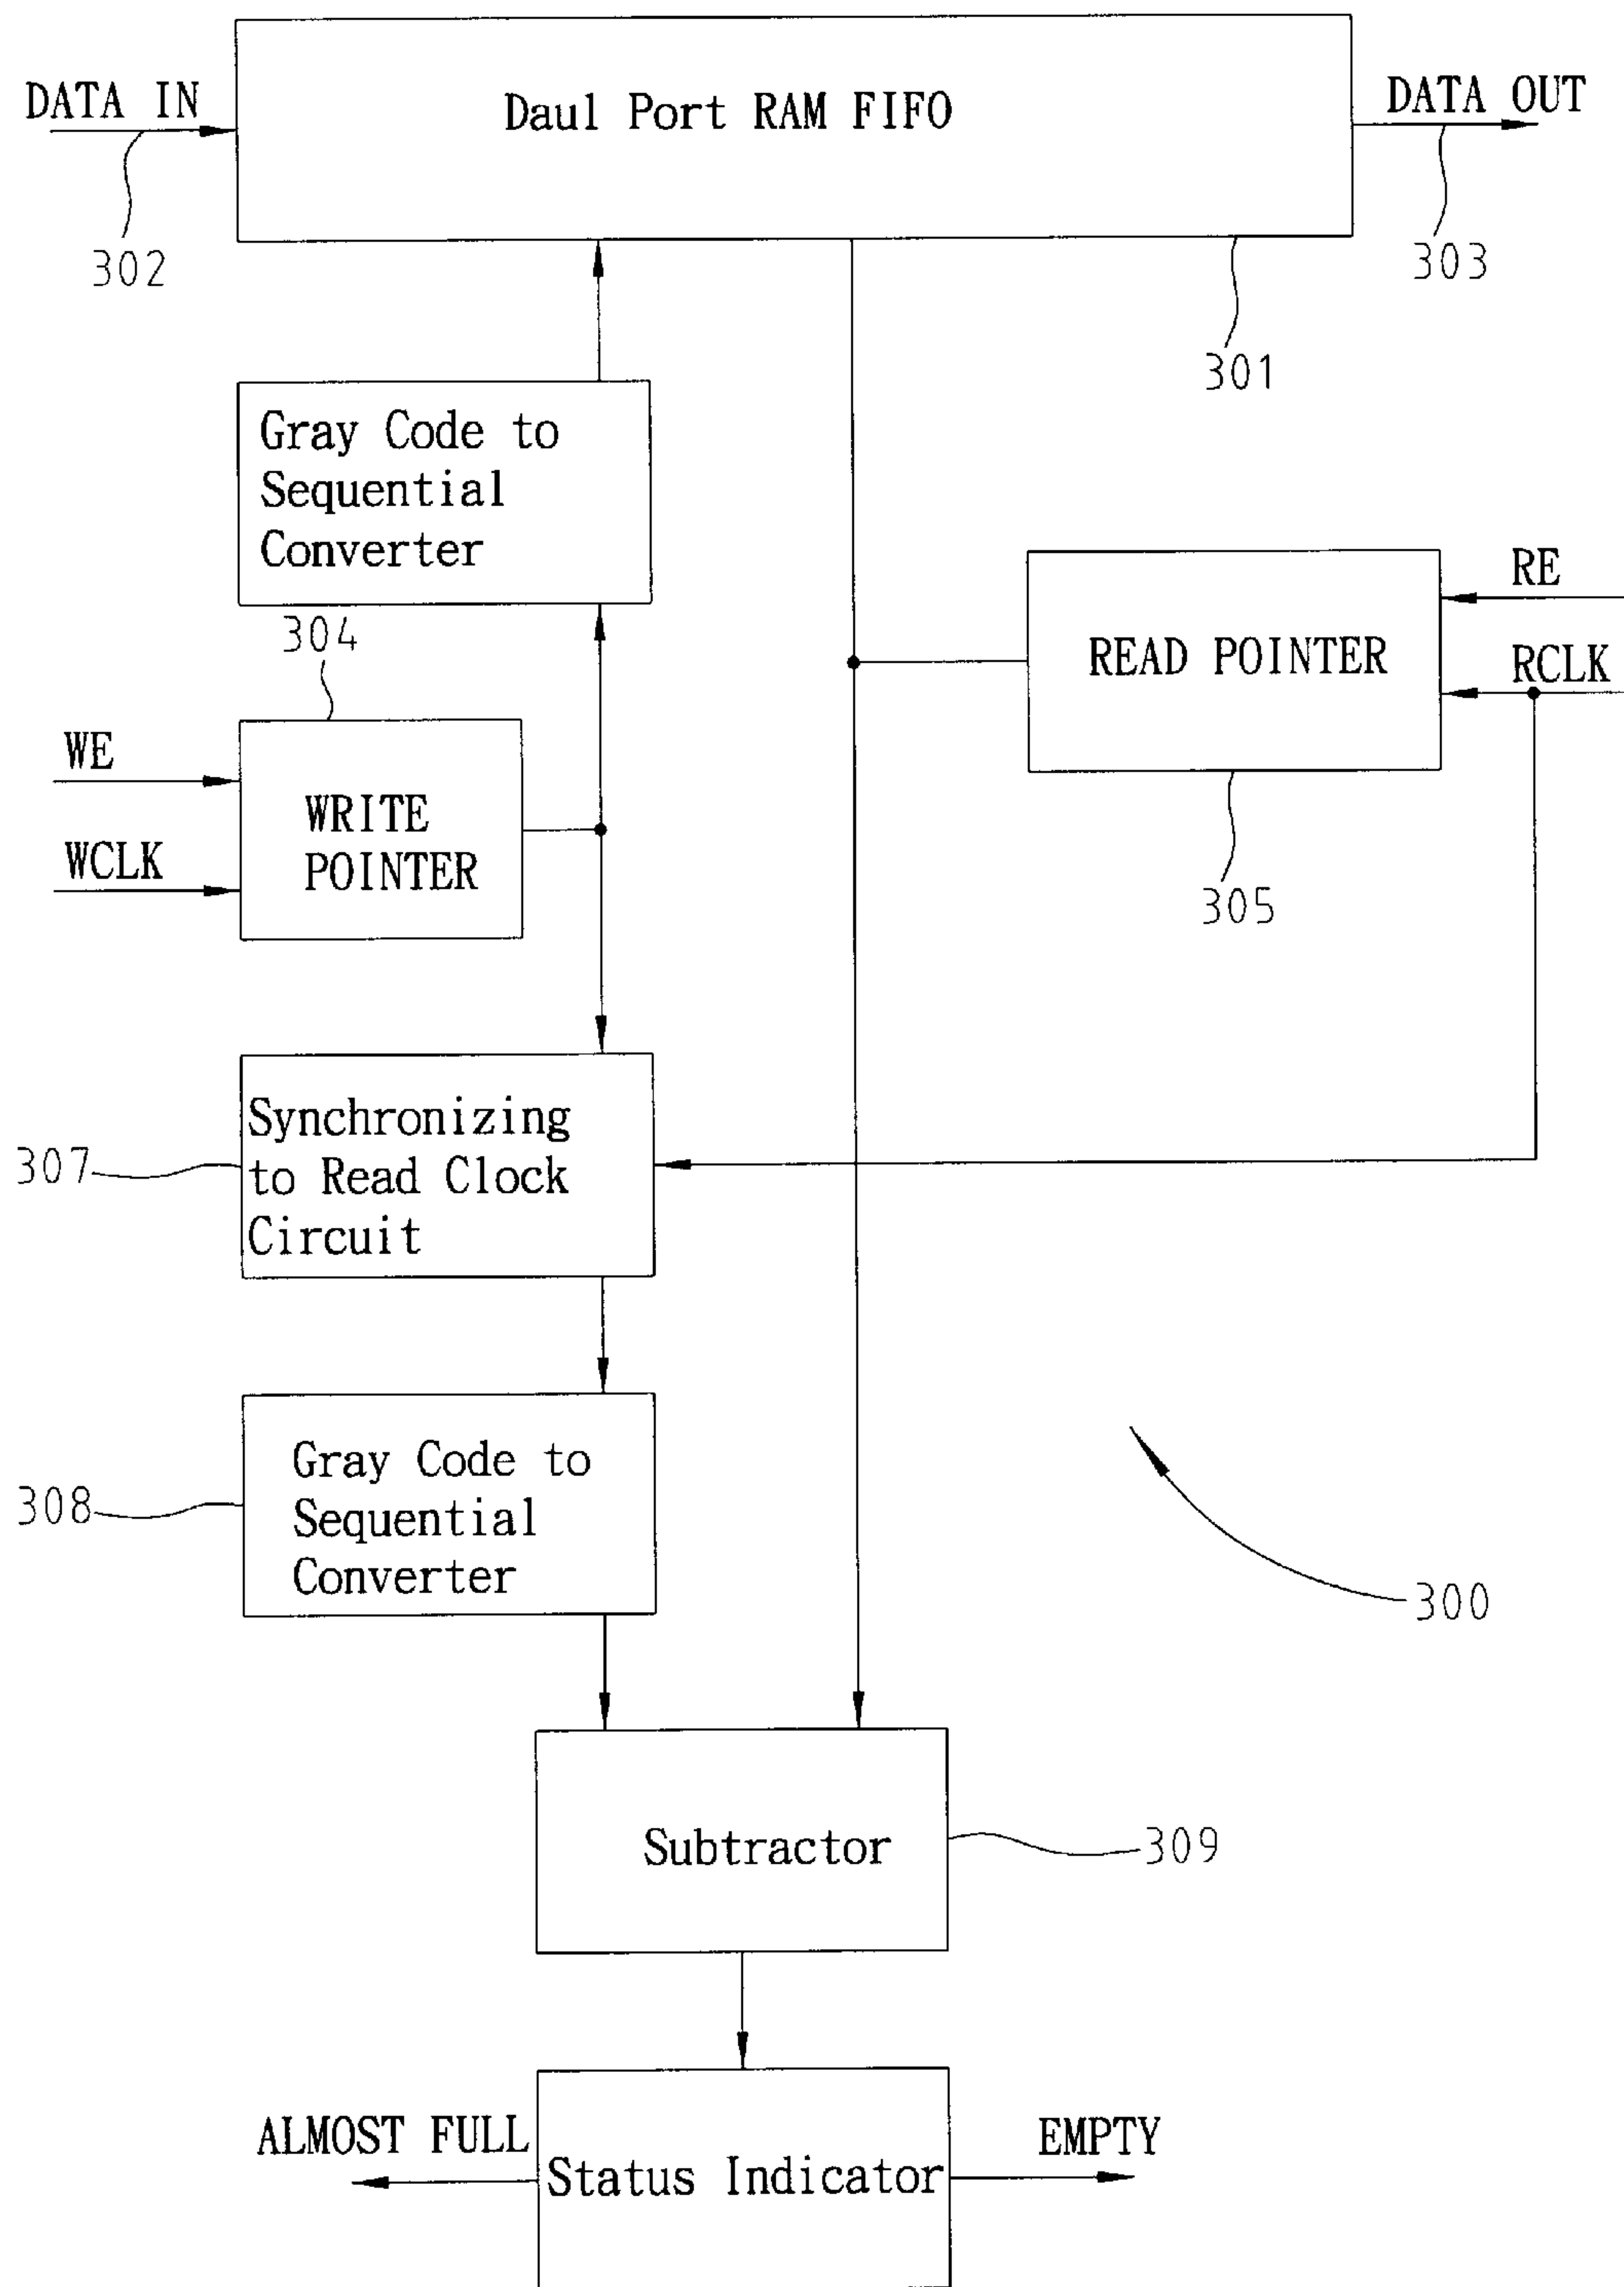 DATA IN
Daul Port RAM FIFO
DATA OUT
302
303
301
Gray Code to
Sequential
Converter
304
RE
READ POINTER
RCLK
WE
WRITE
POINTER
WCLK
305
Synchronizing
to Read Clock
Circuit
307
Gray Code to
Sequential
Converter
308
300
Subtractor
309
ALMOST FULL
Status Indicator
EMPTY